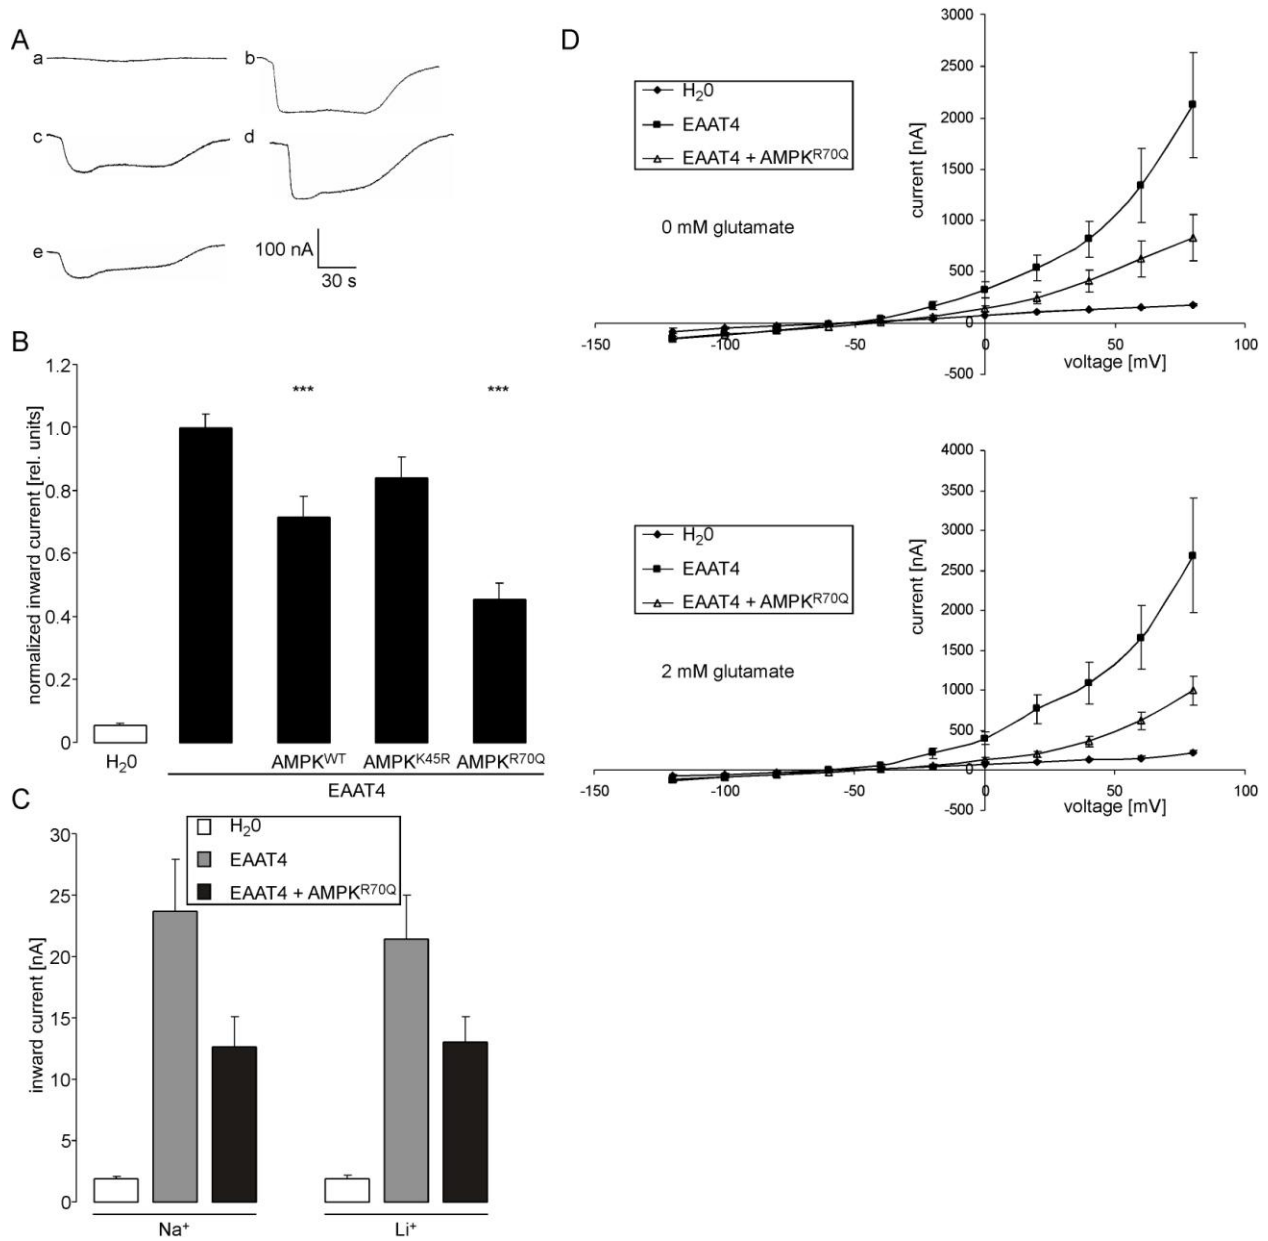 A
a
b
c
d
e
100 nA
30 s
B
normalized inward current [rel. units]
1.2
1.0
0.8
0.6
0.4
0.2
0
***
***
H₂0
AMPKᵂᵀ
AMPKᴷ⁴⁵ᴿ
AMPKᴿ⁷⁰Q
EAAT4
C
inward current [nA]
30
25
20
15
10
5
0
H₂0
EAAT4
EAAT4 + AMPKᴿ⁷⁰Q
Na⁺
Li⁺
D
H₂0
EAAT4
EAAT4 + AMPKᴿ⁷⁰Q
0 mM glutamate
current [nA]
3000
2500
2000
1500
1000
500
0
-500
-150
-100
-50
0
50
100
voltage [mV]
H₂0
EAAT4
EAAT4 + AMPKᴿ⁷⁰Q
2 mM glutamate
current [nA]
4000
3500
3000
2500
2000
1500
1000
500
0
-500
-150
-100
-50
0
50
100
voltage [mV]